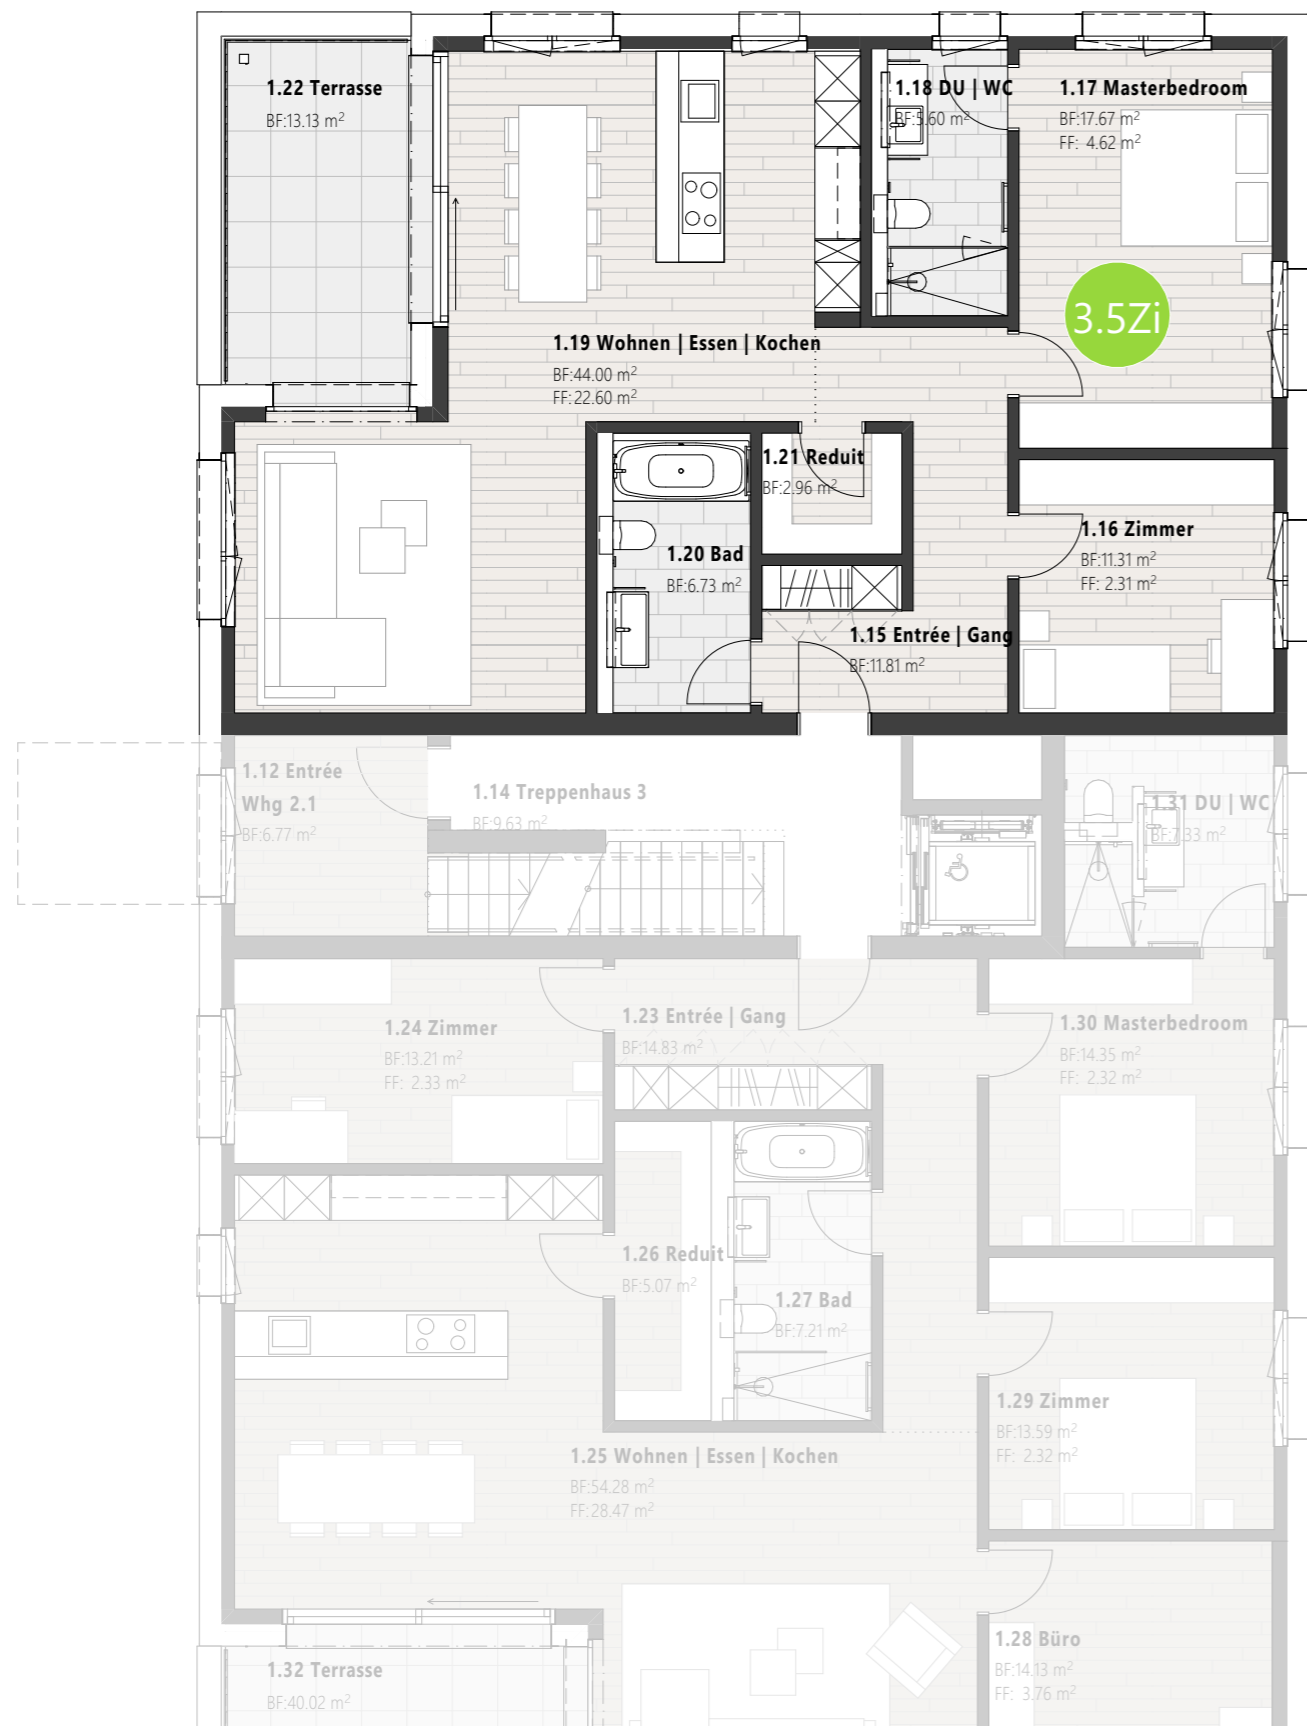 1.22 Terrasse
BF:13.13 m²
1.18 DU | WC
BF:5.60 m²
1.17 Masterbedroom
BF:17.67 m²
FF: 4.62 m²
3.5Zi
1.19 Wohnen | Essen | Kochen
BF:44.00 m²
FF:22.60 m²
1.21 Reduit
BF:2.96 m²
1.20 Bad
BF:6.73 m²
1.16 Zimmer
BF:11.31 m²
FF: 2.31 m²
1.15 Entrée | Gang
BF:11.81 m²
1.12 Entrée
Whg 2.1
BF:6.77 m²
1.14 Treppenhaus 3
BF:9.63 m²
1.31 DU | WC
BF:7.33 m²
1.24 Zimmer
BF:13.21 m²
FF: 2.33 m²
1.23 Entrée | Gang
BF:14.83 m²
1.30 Masterbedroom
BF:14.35 m²
FF: 2.32 m²
1.26 Reduit
BF:5.07 m²
1.27 Bad
BF:7.21 m²
1.29 Zimmer
BF:13.59 m²
FF: 2.32 m²
1.25 Wohnen | Essen | Kochen
BF:54.28 m²
FF:28.47 m²
1.28 Büro
BF:14.13 m²
FF: 3.76 m²
1.32 Terrasse
BF:40.02 m²